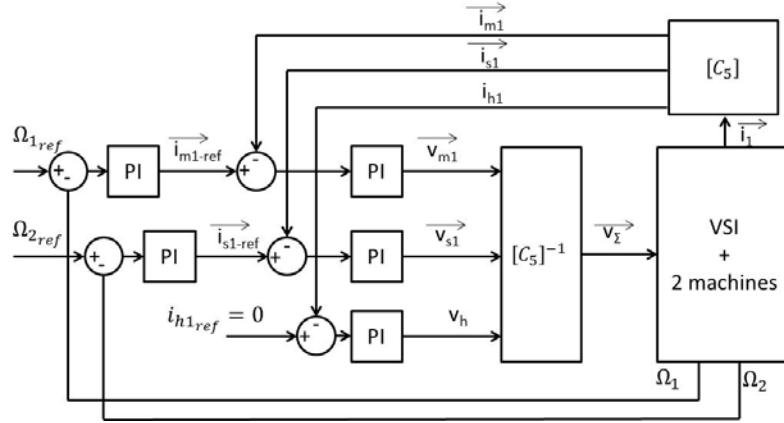 i_m1
i_s1
i_h1
[C_5]
Ω_1ref
+
-
PI
i_m1-ref
+
-
PI
v_m1
i_1
Ω_2ref
+
-
PI
i_s1-ref
+
-
PI
v_s1
[C_5]^-1
v_Σ
VSI
+
2 machines
i_h1ref = 0
+
-
PI
v_h
Ω_1
Ω_2